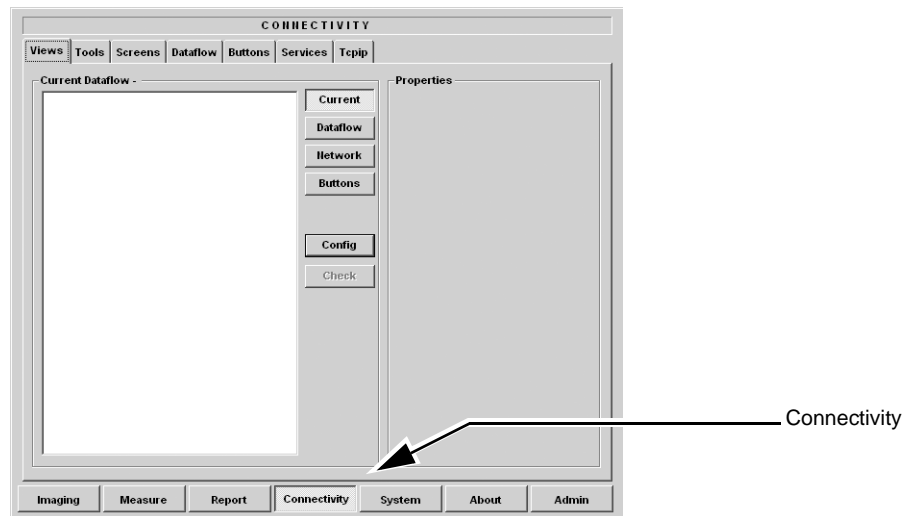 CONNECTIVITY
Views Tools Screens Dataflow Buttons Services Tcpip
Current Dataflow -
Properties
Current
Dataflow
Network
Buttons
Config
Check
Connectivity
Imaging Measure Report Connectivity System About Admin